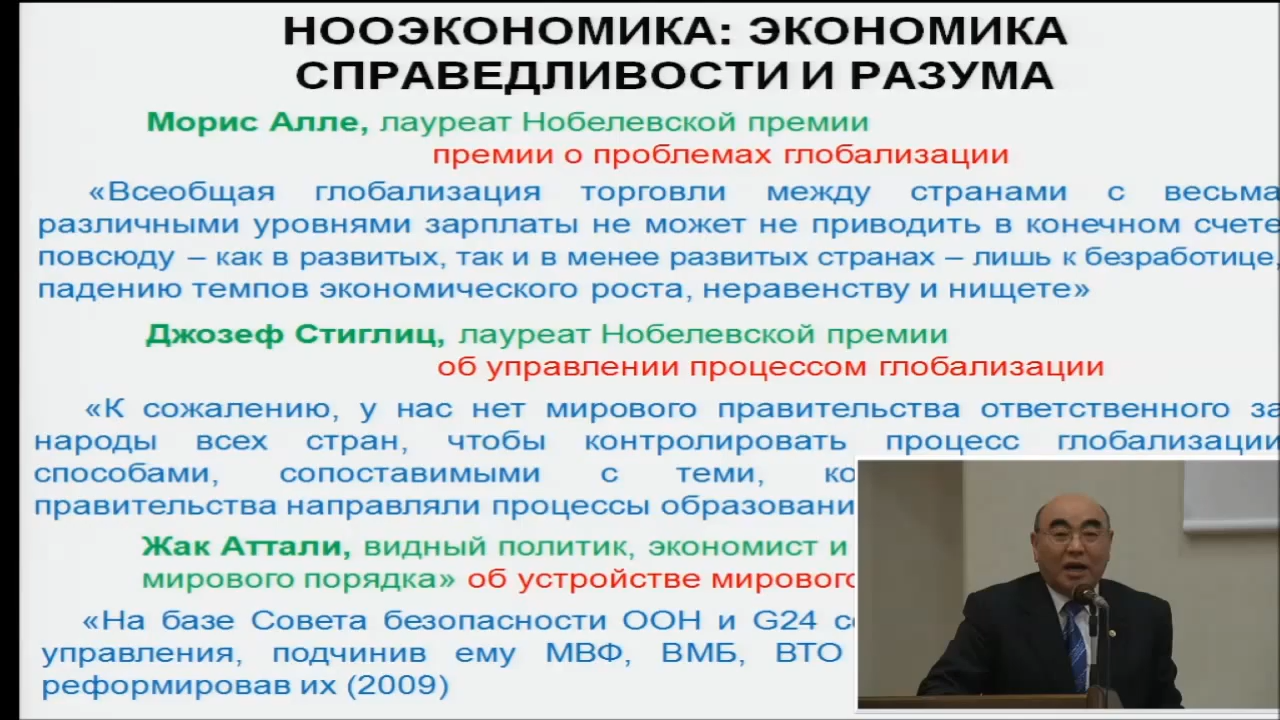 НООЭКОНОМИКА: ЭКОНОМИКА
СПРАВЕДЛИВОСТИ И РАЗУМА
Морис Алле, лауреат Нобелевской премии
премии о проблемах глобализации
«Всеобщая глобализация торговли между странами с весьма
различными уровнями зарплаты не может не приводить в конечном счете
повсюду – как в развитых, так и в менее развитых странах – лишь к безработице,
падению темпов экономического роста, неравенству и нищете»
Джозеф Стиглиц, лауреат Нобелевской премии
об управлении процессом глобализации
«К сожалению, у нас нет мирового правительства ответственного за
народы всех стран, чтобы контролировать процесс глобализации
способами, сопоставимыми с теми,
правительства направляли процессы
Жак Аттали, видный политик, экономист и
мирового порядка» об устройстве
«На базе Совета безопасности ООН и G24
управления, подчинив ему МВФ, ВМБ, ВТО
реформировав их (2009)